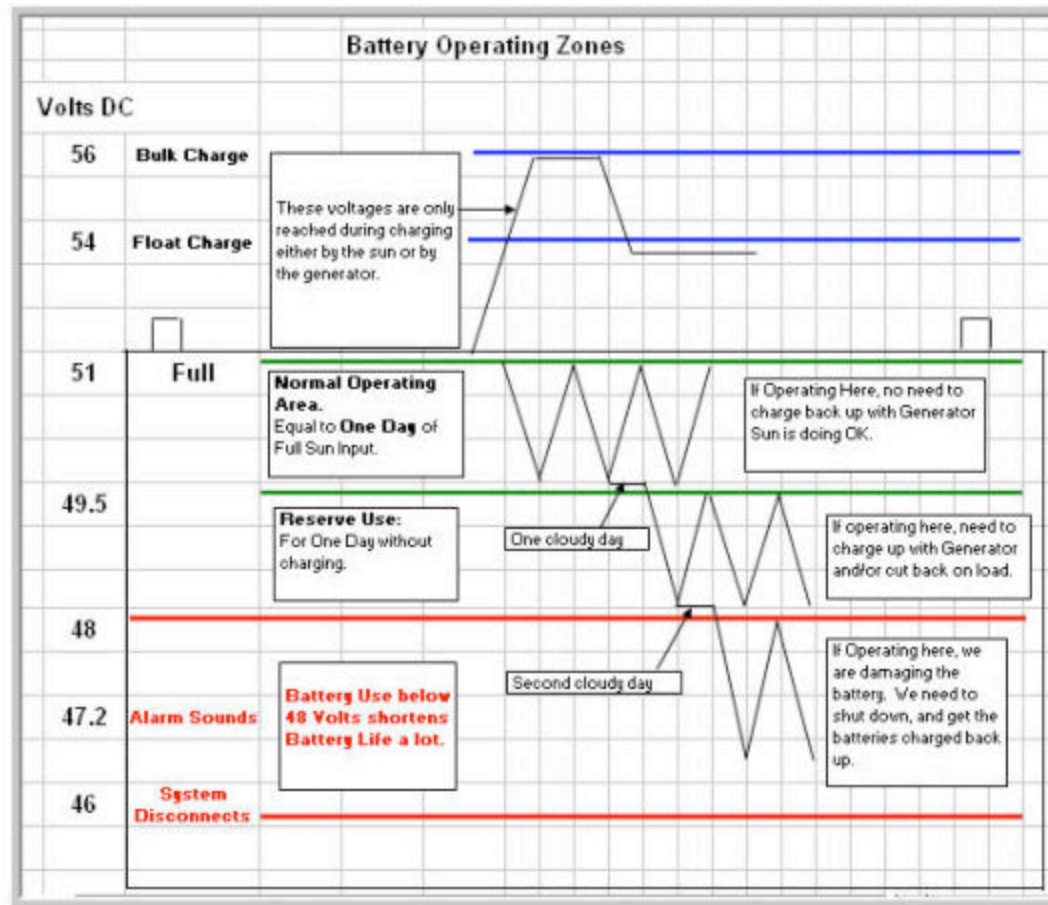 Battery Operating Zones
Volts DC
56 Bulk Charge
These voltages are only
reached during charging
either by the sun or by
the generator.
54 Float Charge
51 Full
Normal Operating
Area.
Equal to One Day of
Full Sun Input.
If Operating Here, no need to
charge back up with Generator
Sun is doing OK.
49.5
Reserve Use:
For One Day without
charging.
One cloudy day
If operating here, need to
charge up with Generator
and/or cut back on load.
48
Second cloudy day
If Operating here, we
are damaging the
battery. We need to
shut down, and get the
batteries charged back
up.
Battery Use below
48 Volts shortens
Battery Life a lot.
47.2 Alarm Sounds
46 System
Disconnects